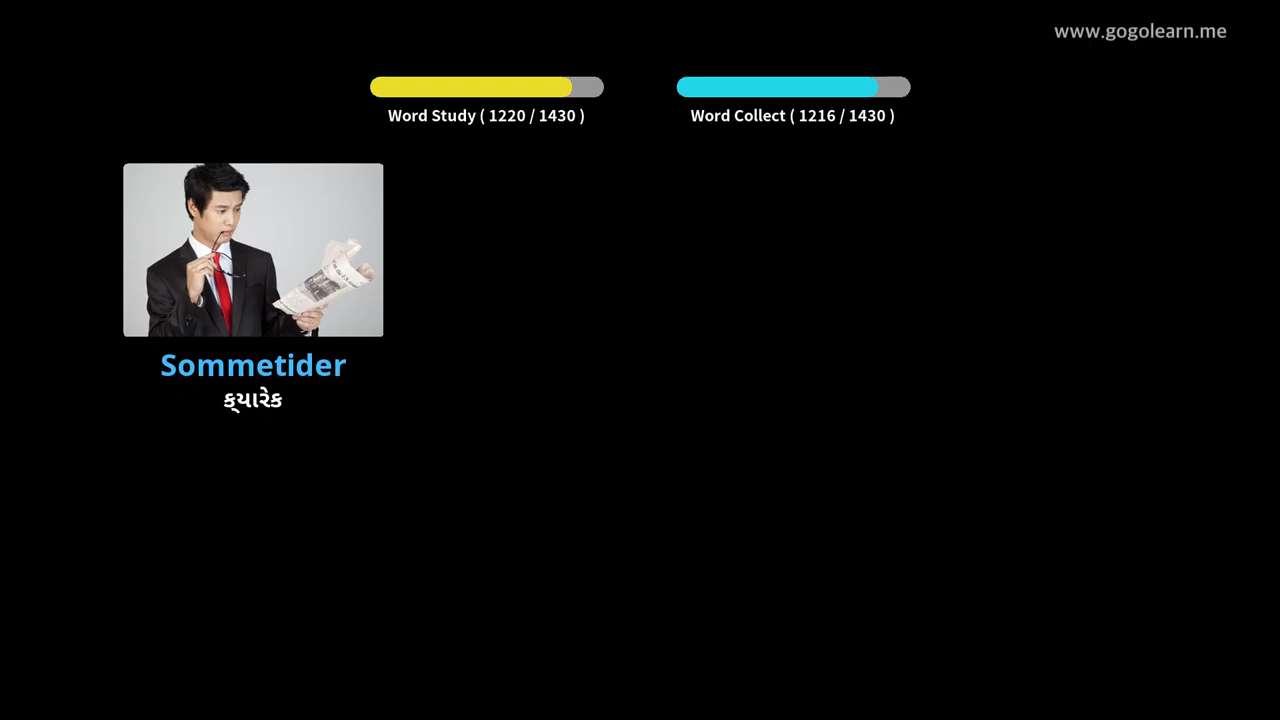 www.gogolearn.me
Word Study ( 1220 / 1430 )
Word Collect ( 1216 / 1430 )
Sommetider
ક્યારેક